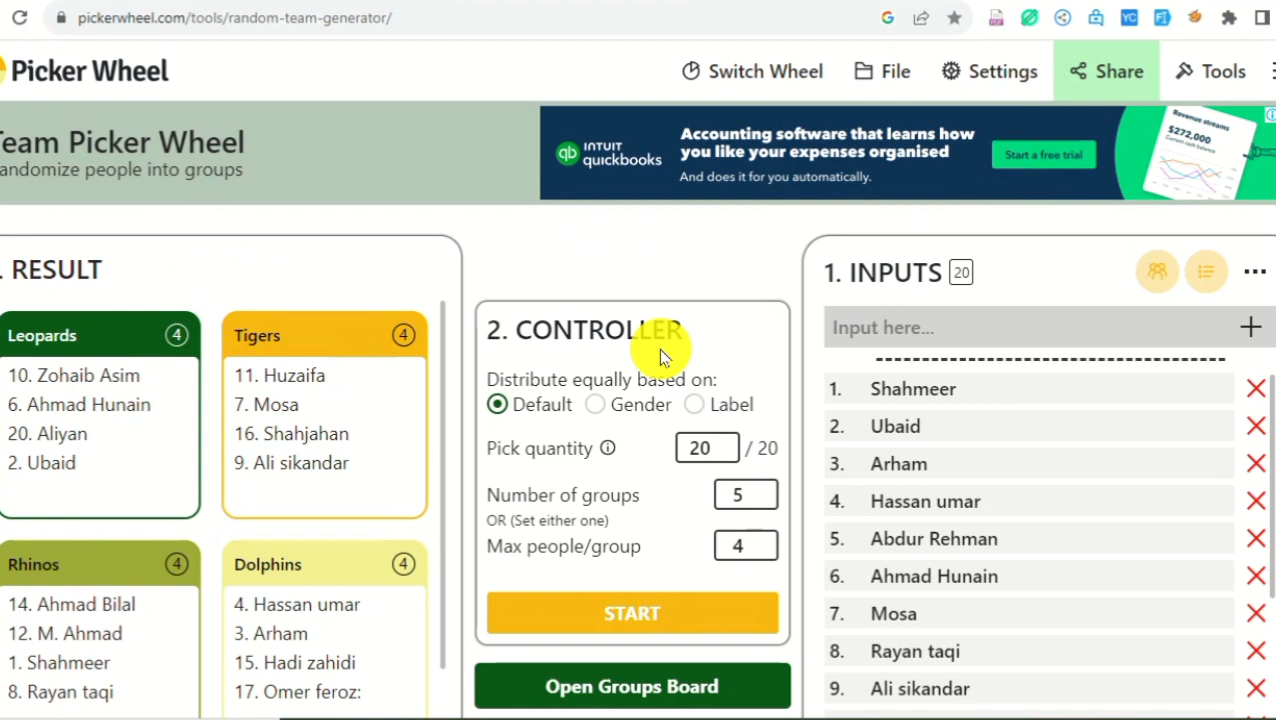 pickerwheel.com/tools/random-team-generator/
Picker Wheel
Switch Wheel
File
Settings
Share
Tools
eam Picker Wheel
andomize people into groups
INTUIT
quickbooks
Accounting software that learns how
you like your expenses organised
And does it for you automatically.
Start a free trial
Revenue streams
$272,000
Current cash balance
. RESULT
Leopards 4
10. Zohaib Asim
6. Ahmad Hunain
20. Aliyan
2. Ubaid
Tigers 4
11. Huzaifa
7. Mosa
16. Shahjahan
9. Ali sikandar
Rhinos 4
14. Ahmad Bilal
12. M. Ahmad
1. Shahmeer
8. Rayan taqi
Dolphins 4
4. Hassan umar
3. Arham
15. Hadi zahidi
17. Omer feroz:
2. CONTROLLER
Distribute equally based on:
Default Gender Label
Pick quantity 20 / 20
Number of groups 5
OR (Set either one)
Max people/group 4
START
Open Groups Board
1. INPUTS 20
Input here...
1. Shahmeer
2. Ubaid
3. Arham
4. Hassan umar
5. Abdur Rehman
6. Ahmad Hunain
7. Mosa
8. Rayan taqi
9. Ali sikandar